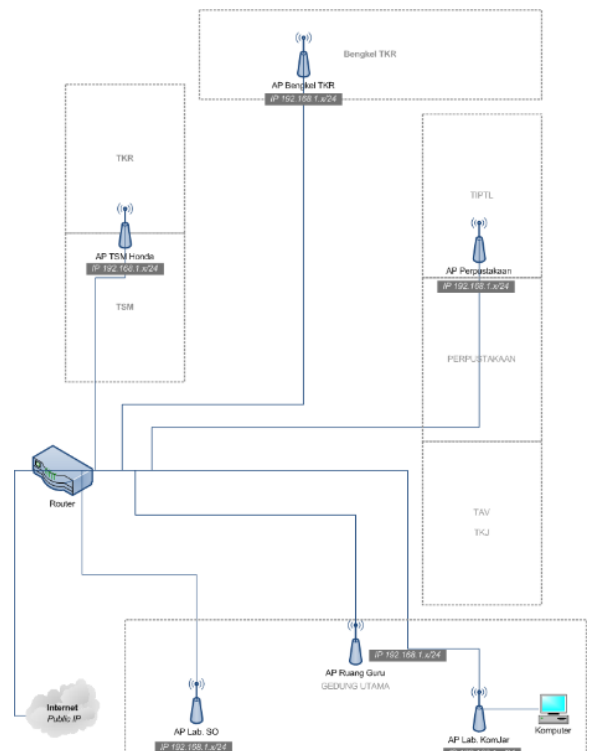 Bengkel TKR
AP Bengkel TKR
IP 192.168.1.x/24
TKR
AP TSM Honda
IP 192.168.1.x/24
TSM
TIPTL
AP Perpustakaan
IP 192.168.1.x/24
PERPUSTAKAAN
Router
TAV
TKJ
IP 192.168.1.x/24
AP Ruang Guru
GEDUNG UTAMA
Internet
Public IP
AP Lab. SO
IP 192.168.1.x/24
AP Lab. KomJar
Komputer